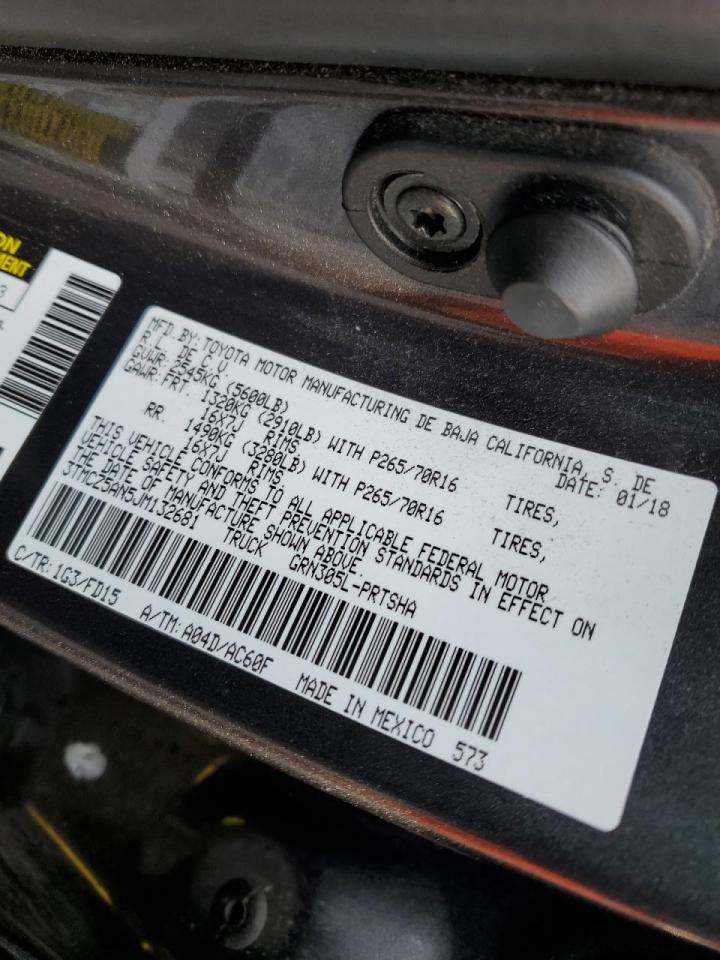 ON
MENT
3
MFD. BY: TOYOTA MOTOR MANUFACTURING DE BAJA CALIFORNIA, S. DE
R.L. DE C.V. DATE: 01/18
GVWR: 2545KG (5600LB)
GAWR: FRT. 1320KG (2910LB) WITH P265/70R16 TIRES,
16X7J RIMS
RR. 1490KG (3280LB) WITH P265/70R16 TIRES,
16X7J RIMS
THIS VEHICLE CONFORMS TO ALL APPLICABLE FEDERAL MOTOR
VEHICLE SAFETY AND THEFT PREVENTION STANDARDS IN EFFECT ON
THE DATE OF MANUFACTURE SHOWN ABOVE.
3TMCZ5AN5JM132681 TRUCK GRN305L-PRTSHA
C/TR: 1G3/FD15 A/TM: A04D/AC60F MADE IN MEXICO 573